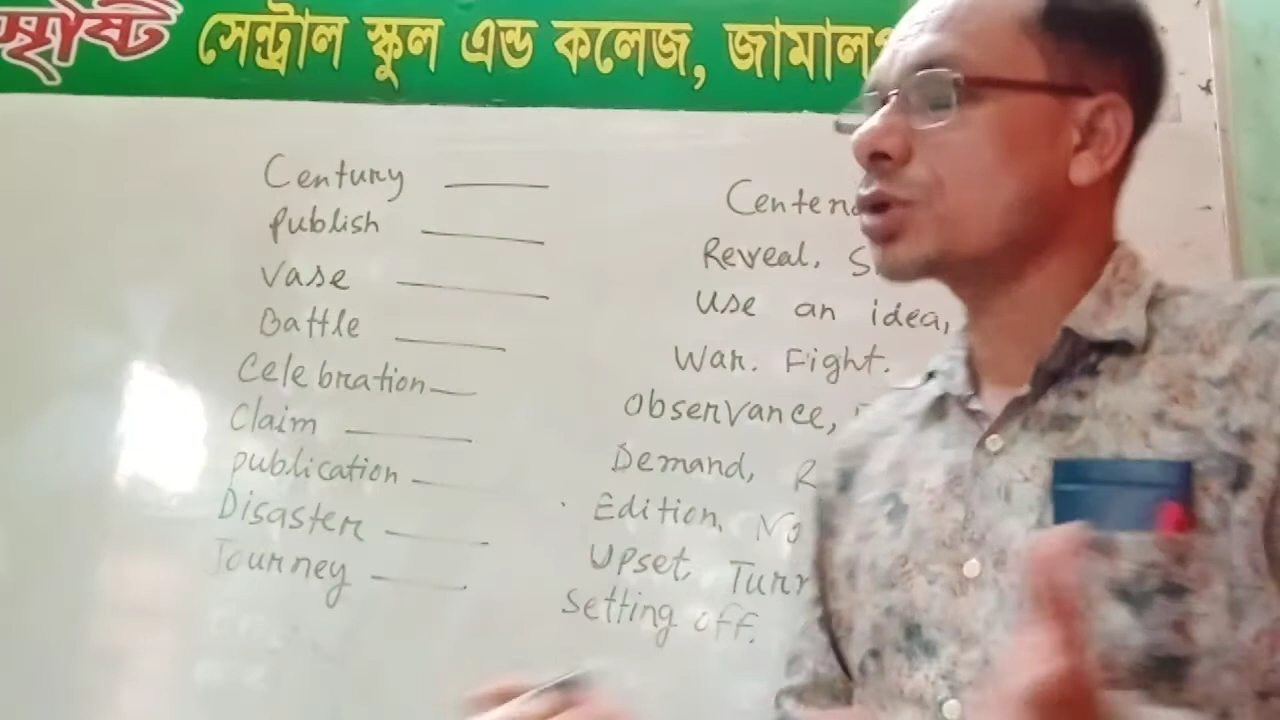 সেন্ট্রাল স্কুল এন্ড কলেজ,
Century ——— 
Publish ———
Vase ———
Battle ——— War. Fight.
Celebration — Observance,
Claim ——— Demand,
publication —— Edition,
Disaster ——— Upset,
Journey ——— Setting off.
Reveal,
Use an idea,